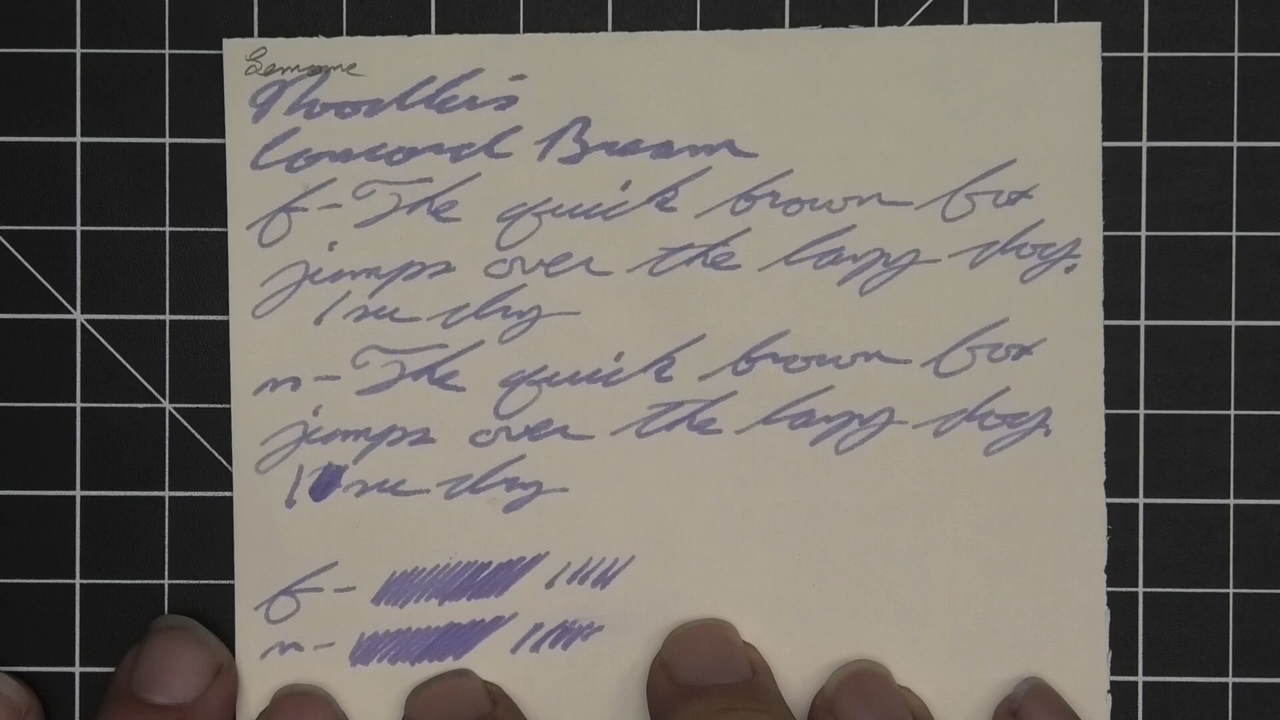 Noodler's
Concord Bream
f - The quick brown fox
jumps over the lazy dog.
1 sec dry
m - The quick brown fox
jumps over the lazy dog.
1 sec dry
f -
m -